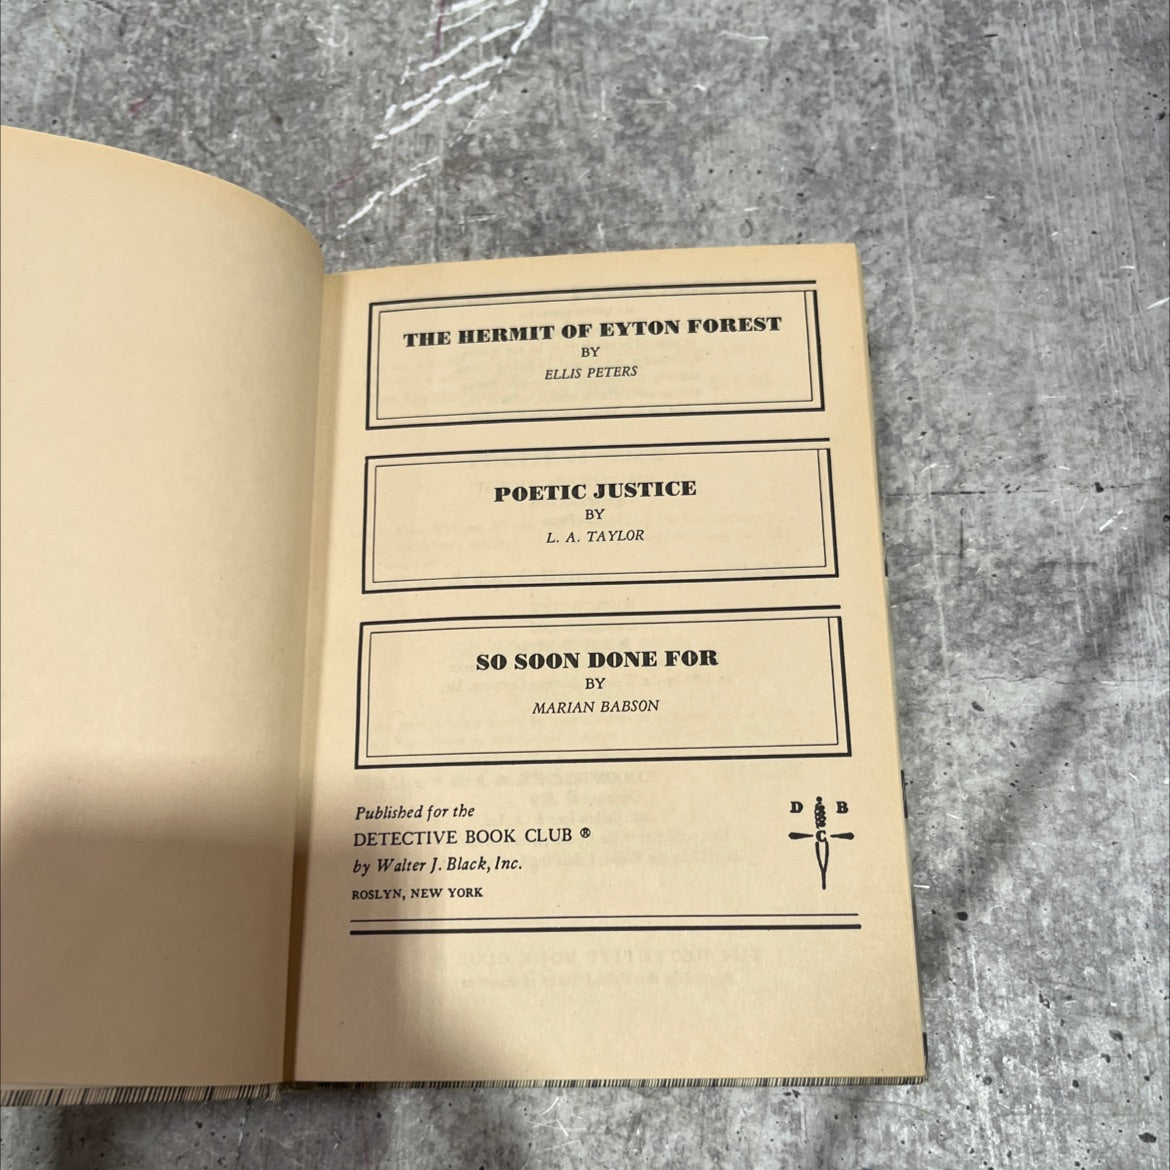 THE HERMIT OF EYTON FOREST
BY
ELLIS PETERS
POETIC JUSTICE
BY
L. A. TAYLOR
SO SOON DONE FOR
BY
MARIAN BABSON
Published for the
DETECTIVE BOOK CLUB ®
by Walter J. Black, Inc.
ROSLYN, NEW YORK
D B
C